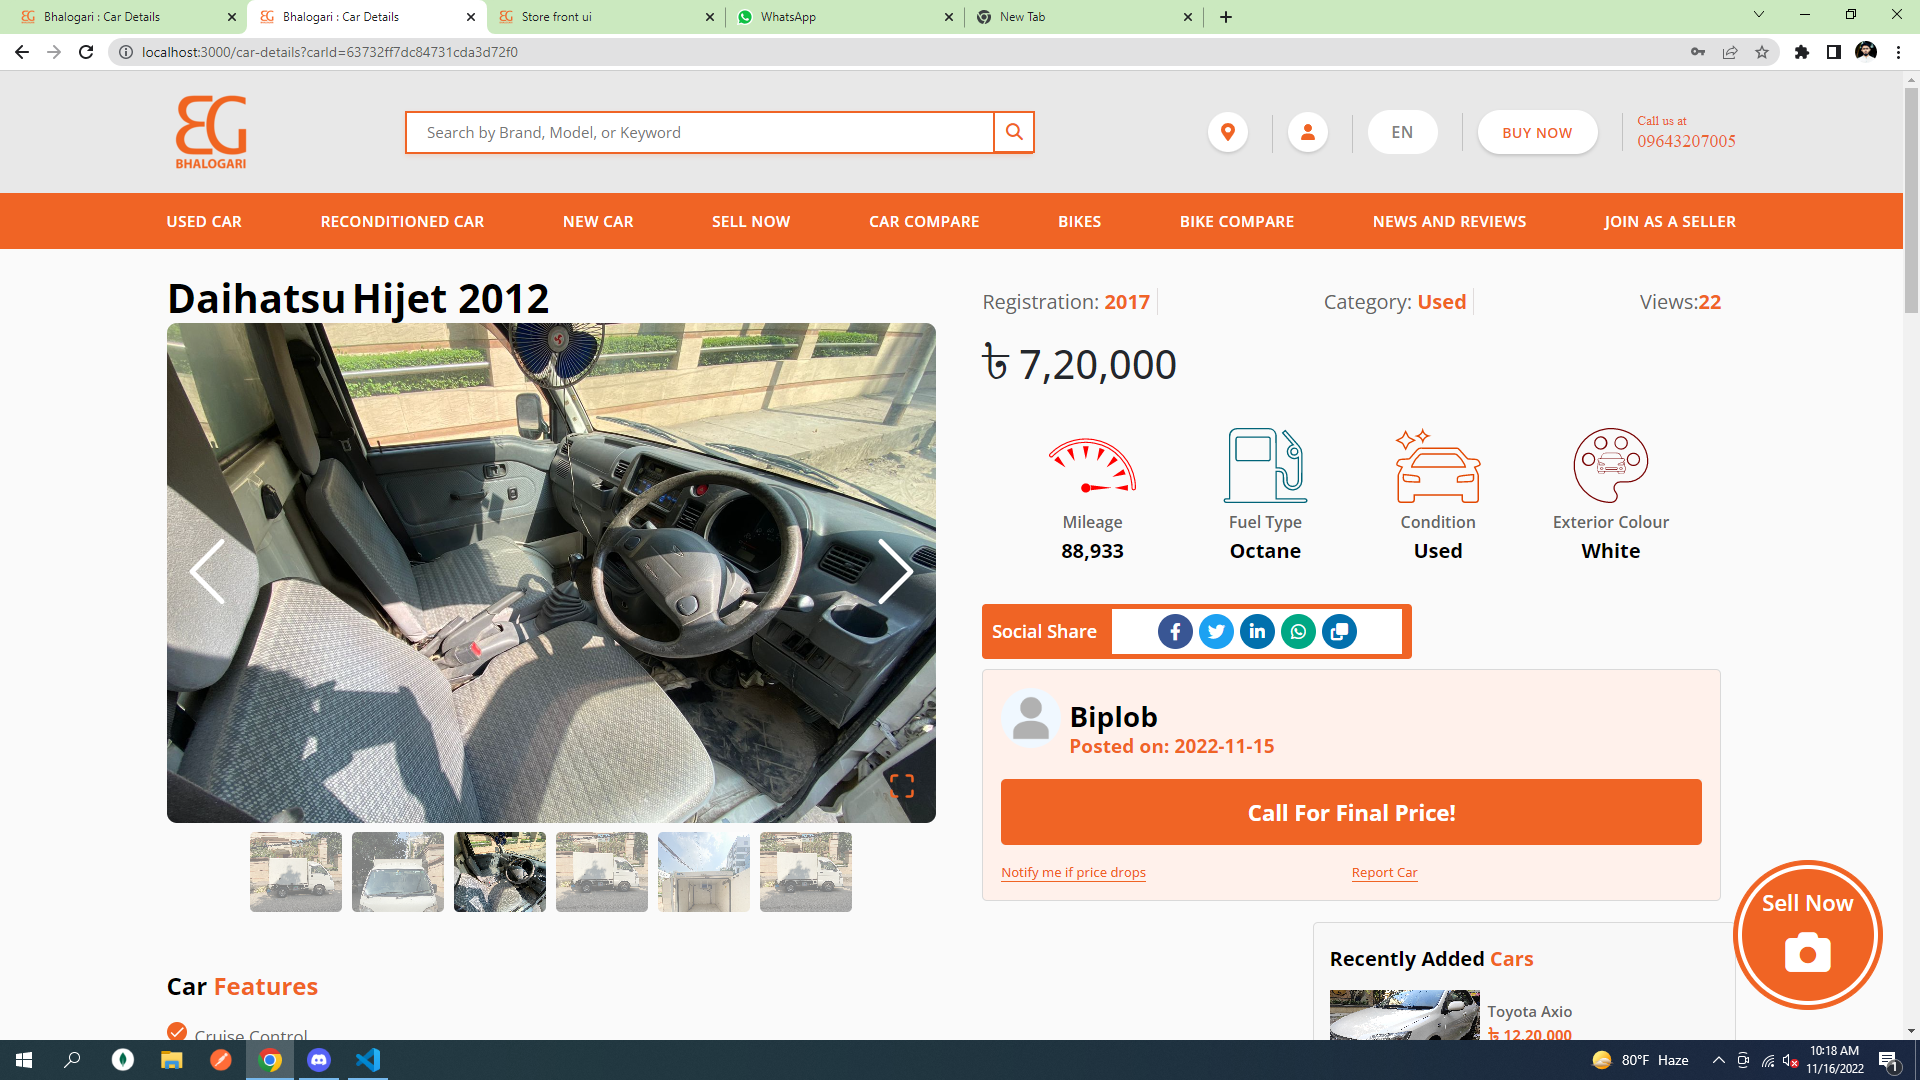 Bhalogari : Car Details
Bhalogari : Car Details
Store front ui
WhatsApp
New Tab
localhost:3000/car-details?carId=63732ff7dc84731cda3d72f0
BHALOGARI
Search by Brand, Model, or Keyword
EN
BUY NOW
Call us at
09643207005
USED CAR
RECONDITIONED CAR
NEW CAR
SELL NOW
CAR COMPARE
BIKES
BIKE COMPARE
NEWS AND REVIEWS
JOIN AS A SELLER
Daihatsu Hijet 2012
Registration: 2017
Category: Used
Views:22
৳ 7,20,000
Mileage
88,933
Fuel Type
Octane
Condition
Used
Exterior Colour
White
Social Share
Biplob
Posted on: 2022-11-15
Call For Final Price!
Notify me if price drops
Report Car
Sell Now
Recently Added Cars
Toyota Axio
৳ 12,20,000
Car Features
Cruise Control
80°F Haze
10:18 AM
11/16/2022
1